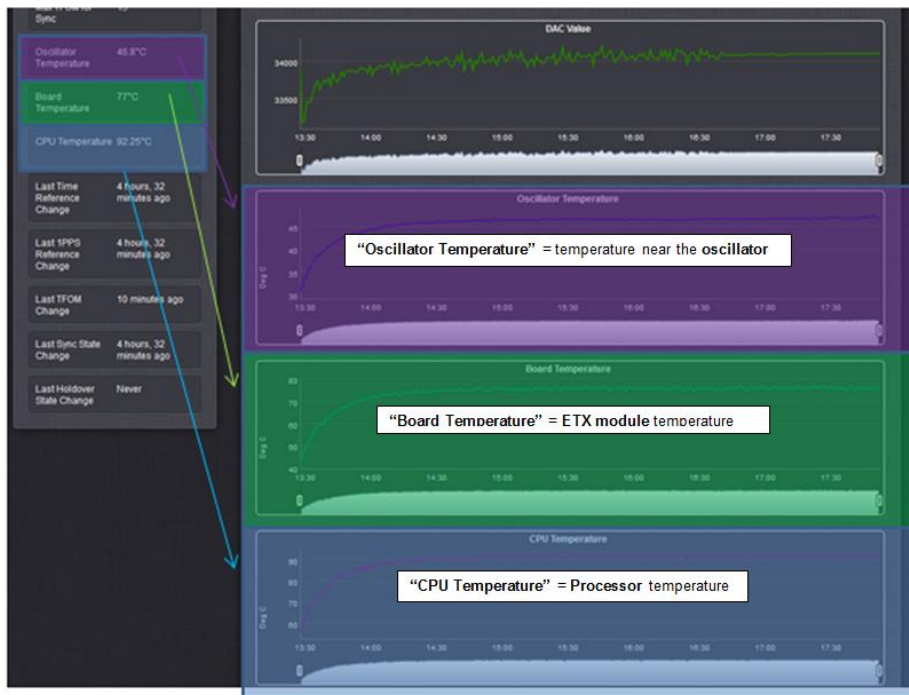 Sync
Oscillator 46.8°C
Temperature
Board 77°C
Temperature
CPU Temperature 92.25°C
Last Time 4 hours, 32
Reference minutes ago
Change
Last 1PPS 4 hours, 32
Reference minutes ago
Change
Last TFOM 10 minutes ago
Change
Last Sync State 4 hours, 32
Change minutes ago
Last Holdover Never
State Change
DAC Value
34000
33500
13:30 14:00 14:30 15:00 15:30 16:00 16:30 17:00 17:30
Oscillator Temperature
45
40
35
30
Deg C
“Oscillator Temperature” = temperature near the oscillator
13:30 14:00 14:30 15:00 15:30 16:00 16:30 17:00 17:30
Board Temperature
80
70
60
50
40
Deg C
“Board Temperature” = ETX module temperature
13:30 14:00 14:30 15:00 15:30 16:00 16:30 17:00 17:30
CPU Temperature
90
80
70
60
Deg C
“CPU Temperature” = Processor temperature
13:30 14:00 14:30 15:00 15:30 16:00 16:30 17:00 17:30